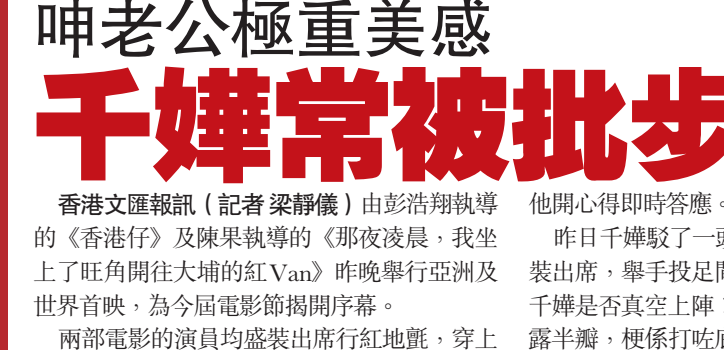 呻老公極重美感
千嬅常被批步
香港文匯報訊（記者 梁靜儀）由彭浩翔執導
的《香港仔》及陳果執導的《那夜凌晨，我坐
上了旺角開往大埔的紅Van》昨晚舉行亞洲及
世界首映，為今屆電影節揭開序幕。
兩部電影的演員均盛裝出席行紅地氈，穿上
他開心得即時答應。
昨日千嬅駁了一頭
裝出席，舉手投足間
千嬅是否真空上陣
露半瓣，梗係打咗底